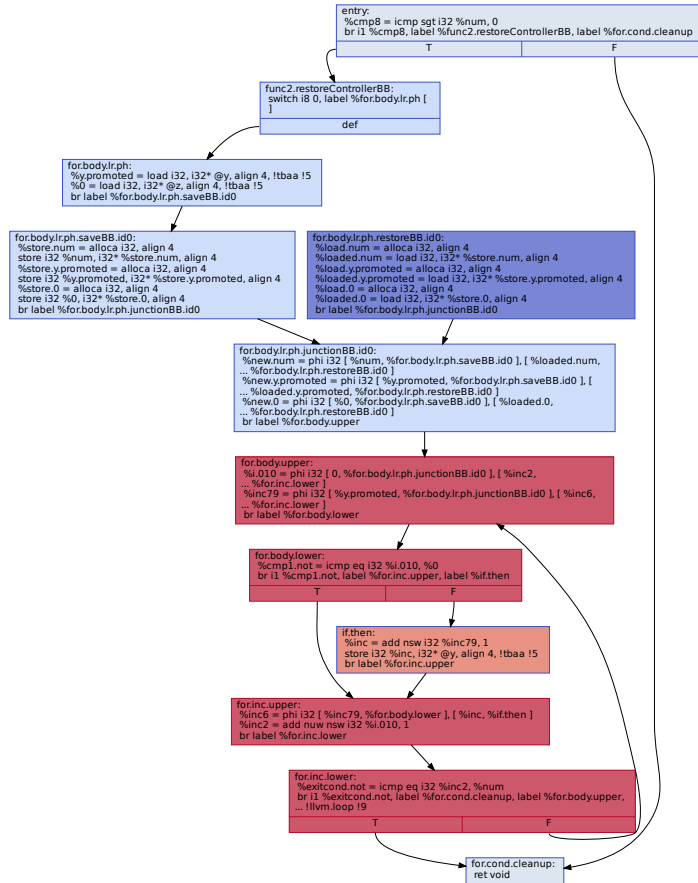 entry:
%cmp8 = icmp sgt i32 %num, 0
br i1 %cmp8, label %func2.restoreControllerBB, label %for.cond.cleanup
T F
func2.restoreControllerBB:
switch i8 0, label %for.body.lr.ph [
]
def
for.body.lr.ph:
%y.promoted = load i32, i32* @y, align 4, !tbaa !5
%0 = load i32, i32* @z, align 4, !tbaa !5
br label %for.body.lr.ph.saveBB.id0
for.body.lr.ph.saveBB.id0:
%store.num = alloca i32, align 4
store i32 %num, i32* %store.num, align 4
%store.y.promoted = alloca i32, align 4
store i32 %y.promoted, i32* %store.y.promoted, align 4
%store.0 = alloca i32, align 4
store i32 %0, i32* %store.0, align 4
br label %for.body.lr.ph.junctionBB.id0
for.body.lr.ph.restoreBB.id0:
%load.num = alloca i32, align 4
%loaded.num = load i32, i32* %store.num, align 4
%load.y.promoted = alloca i32, align 4
%loaded.y.promoted = load i32, i32* %store.y.promoted, align 4
%load.0 = alloca i32, align 4
%loaded.0 = load i32, i32* %store.0, align 4
br label %for.body.lr.ph.junctionBB.id0
for.body.lr.ph.junctionBB.id0:
%new.num = phi i32 [ %num, %for.body.lr.ph.saveBB.id0 ], [ %loaded.num,
... %for.body.lr.ph.restoreBB.id0 ]
%new.y.promoted = phi i32 [ %y.promoted, %for.body.lr.ph.saveBB.id0 ], [
... %loaded.y.promoted, %for.body.lr.ph.restoreBB.id0 ]
%new.0 = phi i32 [ %0, %for.body.lr.ph.saveBB.id0 ], [ %loaded.0,
... %for.body.lr.ph.restoreBB.id0 ]
br label %for.body.upper
for.body.upper:
%i.010 = phi i32 [ 0, %for.body.lr.ph.junctionBB.id0 ], [ %inc2,
... %for.inc.lower ]
%inc79 = phi i32 [ %y.promoted, %for.body.lr.ph.junctionBB.id0 ], [ %inc6,
... %for.inc.lower ]
br label %for.body.lower
for.body.lower:
%cmp1.not = icmp eq i32 %i.010, %0
br i1 %cmp1.not, label %for.inc.upper, label %if.then
T F
if.then:
%inc = add nsw i32 %inc79, 1
store i32 %inc, i32* @y, align 4, !tbaa !5
br label %for.inc.upper
for.inc.upper:
%inc6 = phi i32 [ %inc79, %for.body.lower ], [ %inc, %if.then ]
%inc2 = add nuw nsw i32 %i.010, 1
br label %for.inc.lower
for.inc.lower:
%exitcond.not = icmp eq i32 %inc2, %num
br i1 %exitcond.not, label %for.cond.cleanup, label %for.body.upper,
... !llvm.loop !9
T F
for.cond.cleanup:
ret void